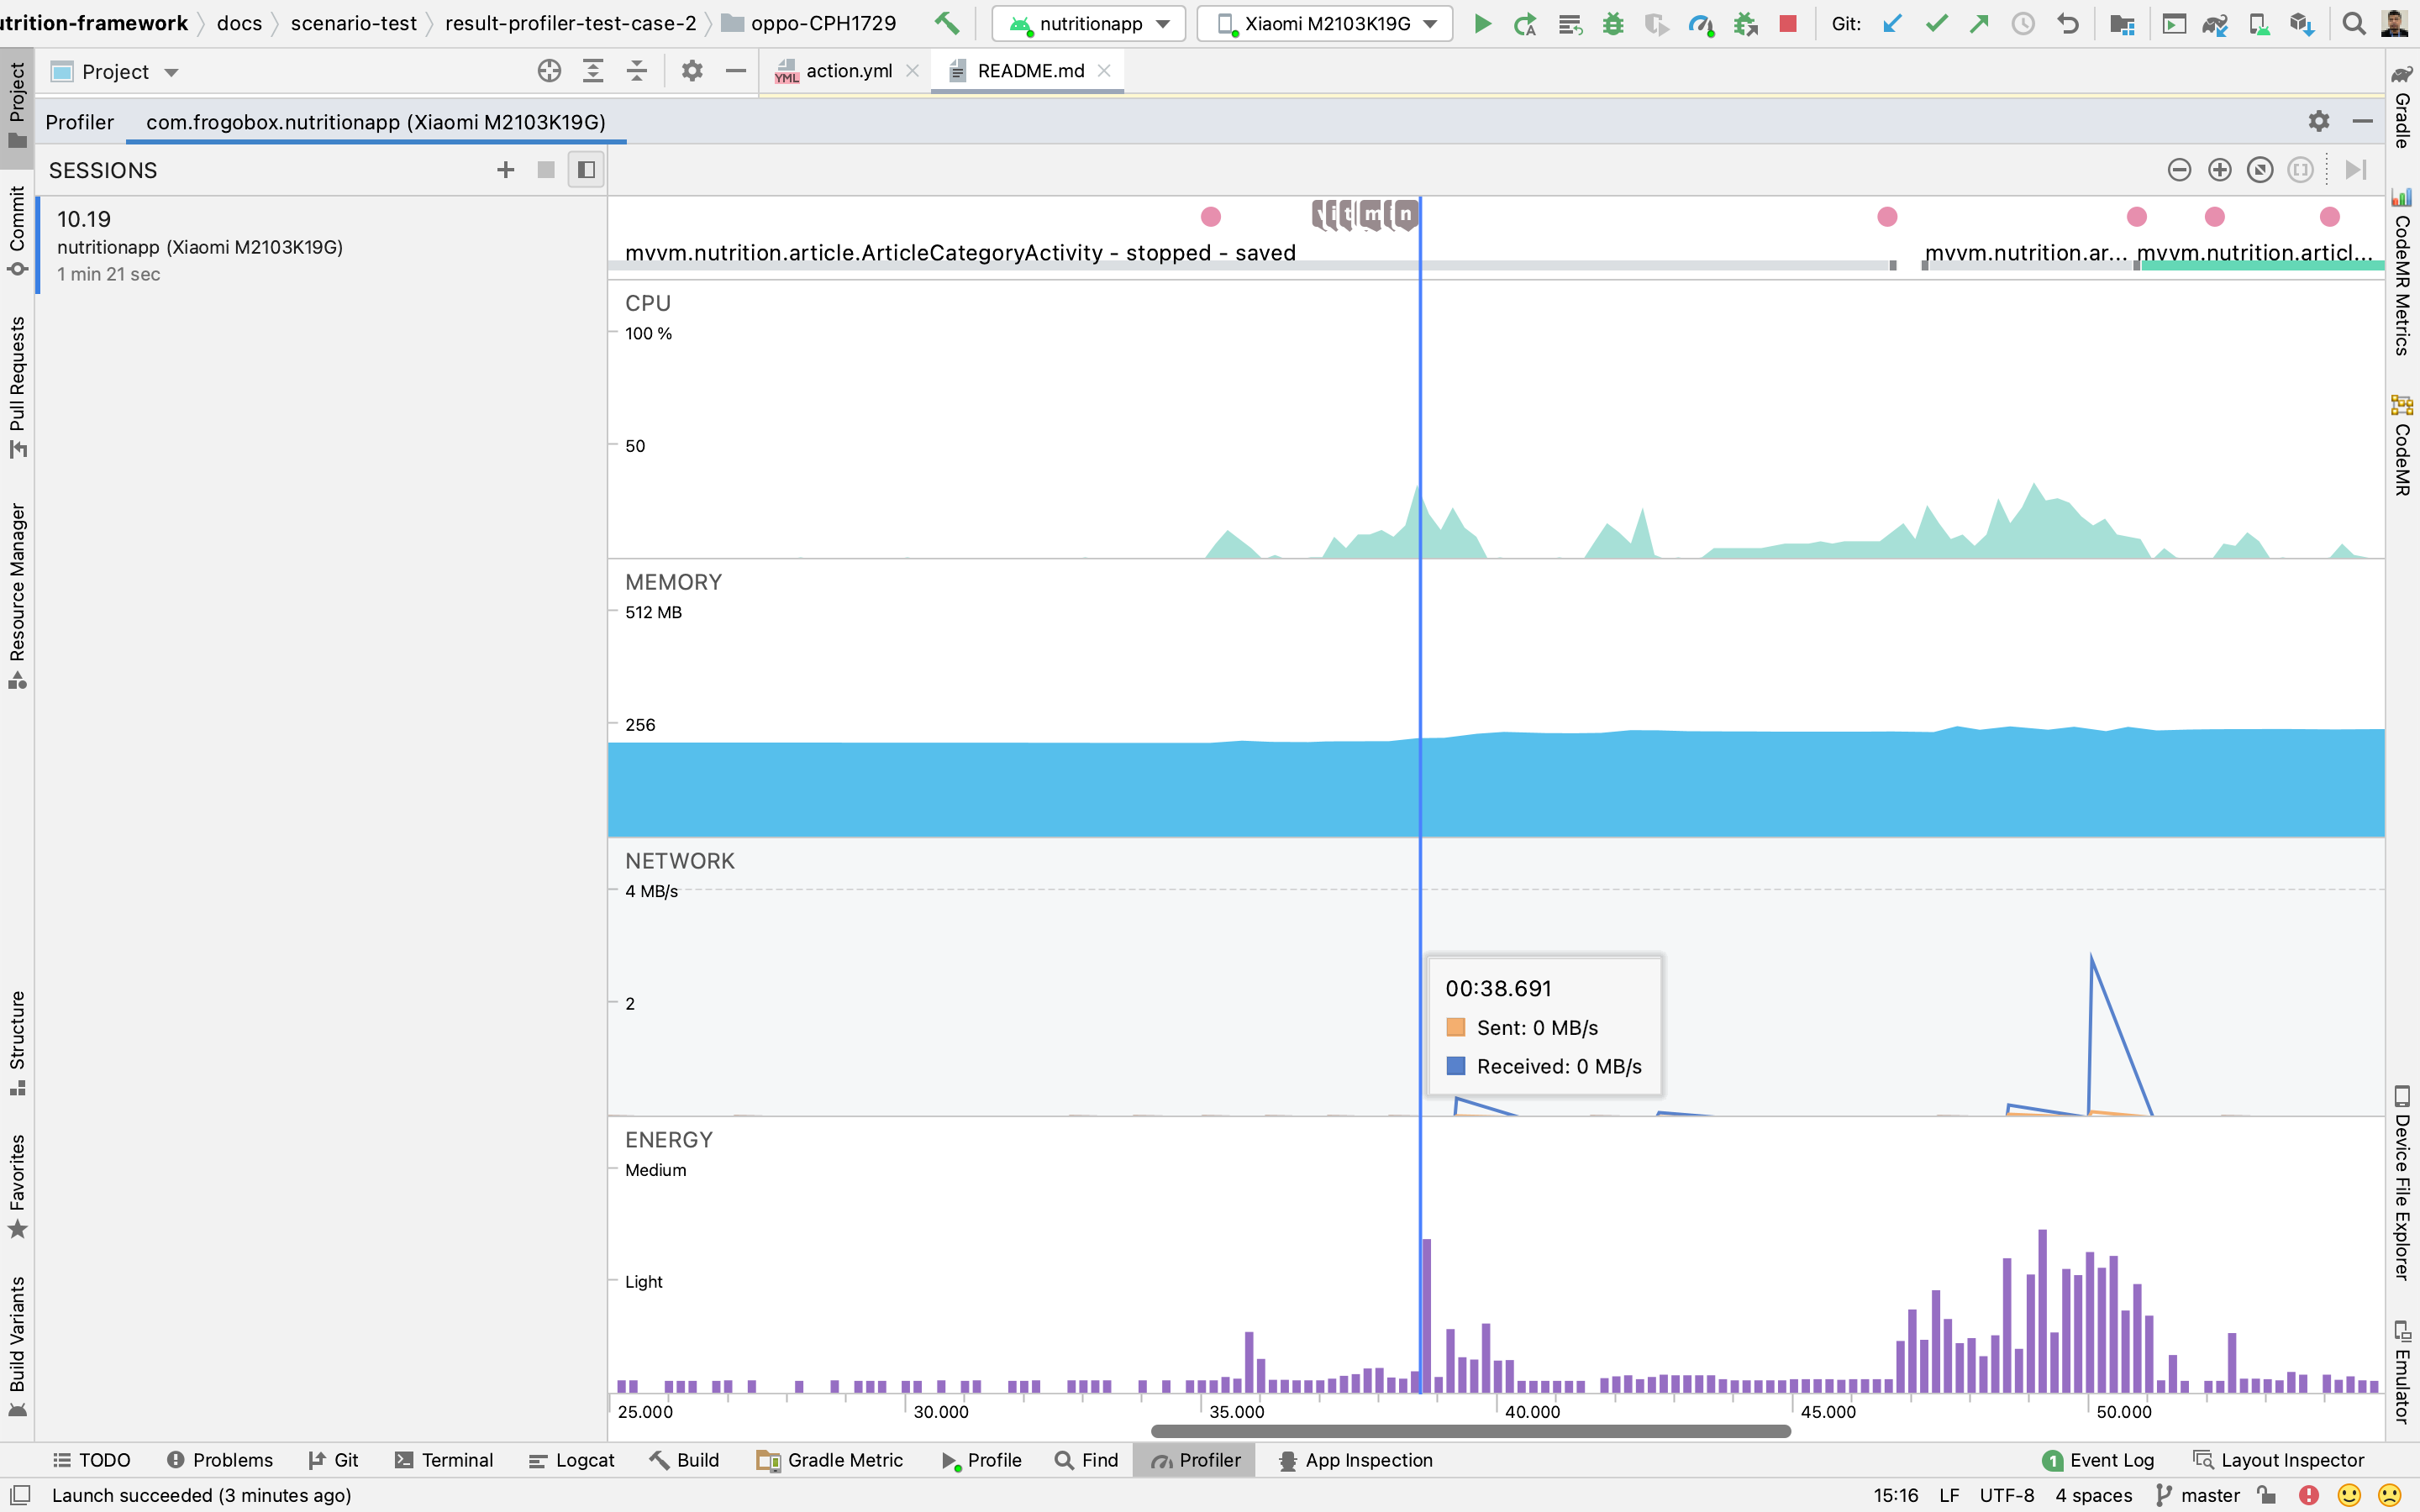 utrition-framework docs scenario-test result-profiler-test-case-2 oppo-CPH1729 nutritionapp Xiaomi M2103K19G Git:
Project action.yml README.md
Profiler com.frogobox.nutritionapp (Xiaomi M2103K19G)
SESSIONS
10.19
nutritionapp (Xiaomi M2103K19G)
1 min 21 sec
Project
Commit
Pull Requests
Resource Manager
Structure
Favorites
Build Variants
v i t m i n
mvvm.nutrition.article.ArticleCategoryActivity - stopped - saved mvvm.nutrition.ar... mvvm.nutrition.articl...
CPU
100 %
50
MEMORY
512 MB
256
NETWORK
4 MB/s
2
00:38.691
Sent: 0 MB/s
Received: 0 MB/s
ENERGY
Medium
Light
25.000 30.000 35.000 40.000 45.000 50.000
Gradle
CodeMR Metrics
CodeMR
Device File Explorer
Emulator
TODO Problems Git Terminal Logcat Build Gradle Metric Profile Find Profiler App Inspection 1 Event Log Layout Inspector
Launch succeeded (3 minutes ago) 15:16 LF UTF-8 4 spaces master